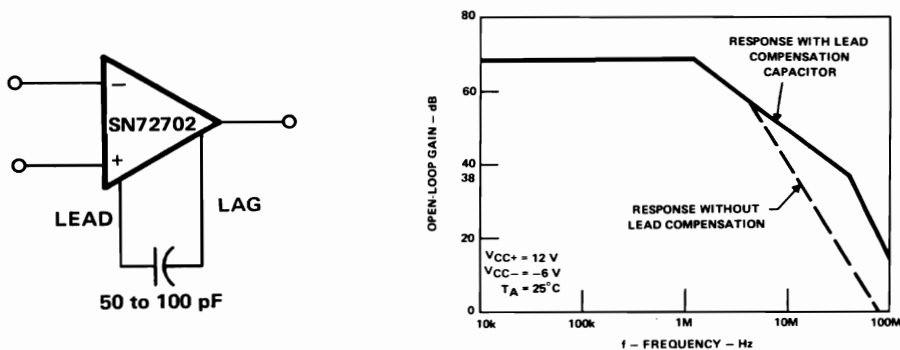 −
SN72702
+
LEAD
LAG
50 to 100 pF
OPEN-LOOP GAIN – dB
80
60
40
38
20
0
RESPONSE WITH LEAD
COMPENSATION
CAPACITOR
RESPONSE WITHOUT
LEAD COMPENSATION
VCC+ = 12 V
VCC− = −6 V
TA = 25°C
10k
100k
1M
10M
100M
f – FREQUENCY – Hz